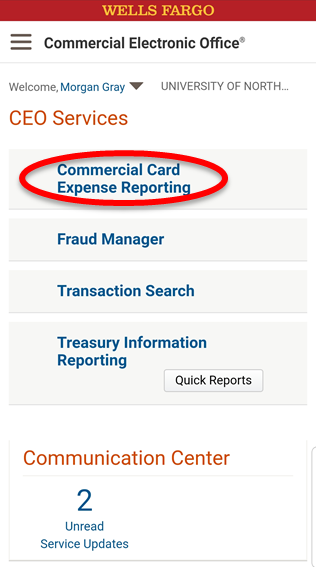 WELLS FARGO
Commercial Electronic Office®
Welcome, Morgan Gray UNIVERSITY OF NORTH...
CEO Services
Commercial Card
Expense Reporting
Fraud Manager
Transaction Search
Treasury Information
Reporting
Quick Reports
Communication Center
2
Unread
Service Updates